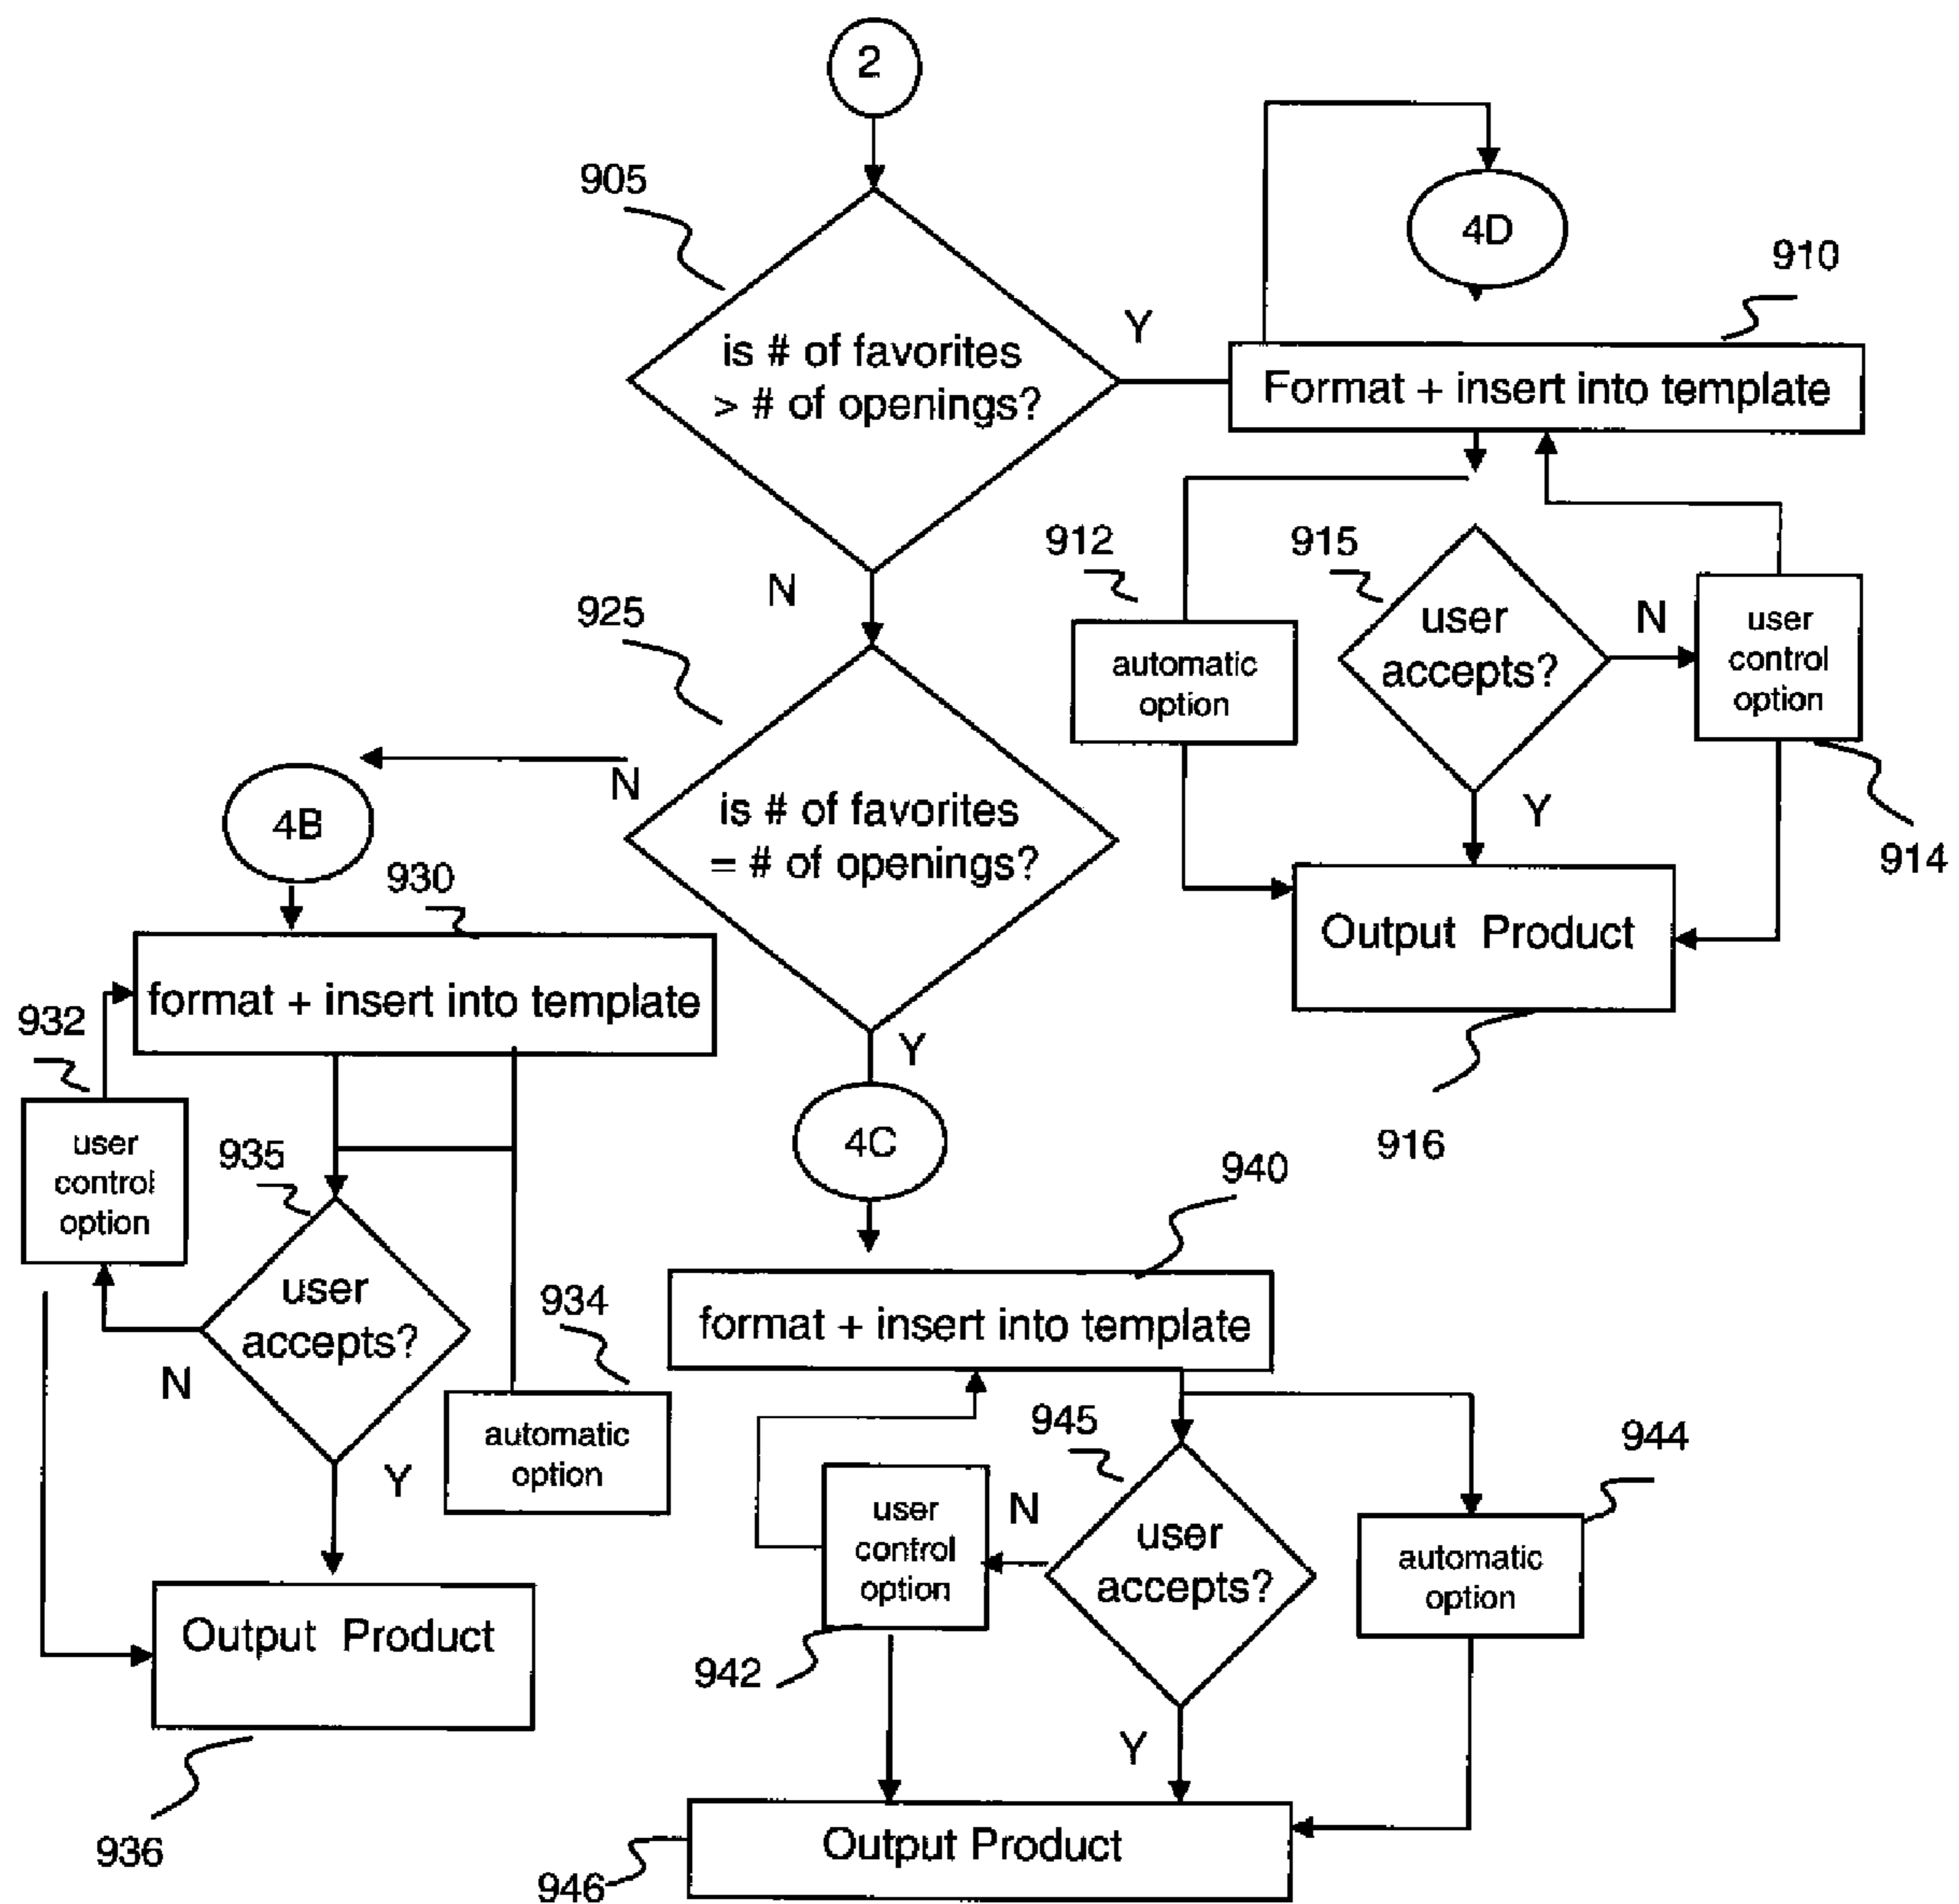 2
905
4D
910
Y
is # of favorites
> # of openings?
Format + insert into template
N
912
915
user
accepts?
N
user
control
option
automatic
option
Y
914
925
N
is # of favorites
= # of openings?
4B
930
Output Product
916
format + insert into template
932
Y
4C
user
control
option
935
user
accepts?
N
Y
934
automatic
option
940
format + insert into template
945
944
user
control
option
N
user
accepts?
automatic
option
942
Y
Output Product
936
Output Product
946